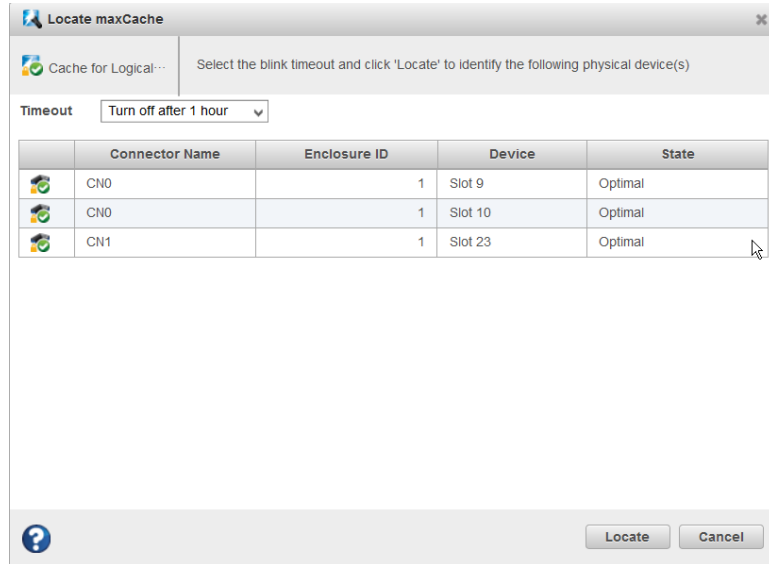 Locate maxCache
Cache for Logical···
Select the blink timeout and click 'Locate' to identify the following physical device(s)
Timeout Turn off after 1 hour
Connector Name Enclosure ID Device State
CN0 1 Slot 9 Optimal
CN0 1 Slot 10 Optimal
CN1 1 Slot 23 Optimal
Locate Cancel